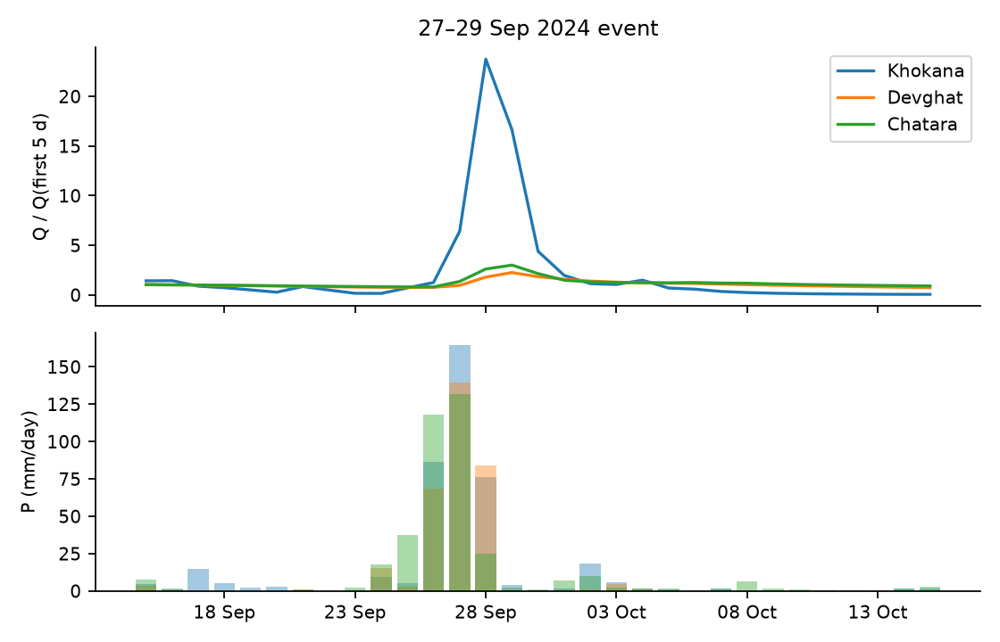 27–29 Sep 2024 event
Q / Q(first 5 d)
20
15
10
5
0
Khokana
Devghat
Chatara
P (mm/day)
150
125
100
75
50
25
0
18 Sep
23 Sep
28 Sep
03 Oct
08 Oct
13 Oct